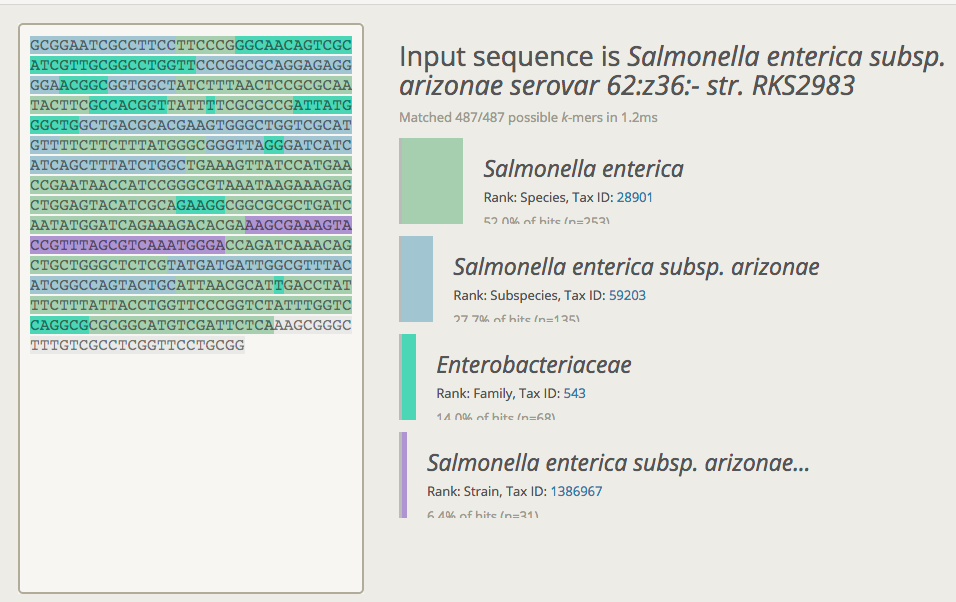 GCGGAATCGCCTTCCTTCCCGGGCAACAGTCGC
ATCGTTGCGGCCTGGTTCCCGGCGCAGGAGAGG
GGAACGGCGGTGGCTATCTTTAACTCCGCGCAA
TACTTCGCCACGGTTATTTTCGCGCCGATTATG
GGCTGGCTGACGCACGAAGTGGGCTGGTCGCAT
GTTTTCTTCTTTATGGGCGGGTTAGGGATCATC
ATCAGCTTTATCTGGCTGAAAGTTATCCATGAA
CCGAATAACCATCCGGGCGTAAATAAGAAAGAG
CTGGAGTACATCGCAGAAGGCGGCGCGCTGATC
AATATGGATCAGAAAGACACGAAAGCGAAAGTA
CCGTTTAGCGTCAAATGGGACCAGATCAAACAG
CTGCTGGGCTCTCGTATGATGATTGGCGTTTAC
ATCGGCCAGTACTGCATTAACGCATTGACCTAT
TTCTTTATTACCTGGTTCCCGGTCTATTTGGTC
CAGGCGCGCGGCATGTCGATTCTCAAAGCGGGC
TTTGTCGCCTCGGTTCCTGCGG
Input sequence is Salmonella enterica subsp.
arizonae serovar 62:z36:- str. RKS2983
Matched 487/487 possible k-mers in 1.2ms
Salmonella enterica
Rank: Species, Tax ID: 28901
52.0% of hits (n=253)
Salmonella enterica subsp. arizonae
Rank: Subspecies, Tax ID: 59203
27.7% of hits (n=135)
Enterobacteriaceae
Rank: Family, Tax ID: 543
14.0% of hits (n=68)
Salmonella enterica subsp. arizonae...
Rank: Strain, Tax ID: 1386967
6.4% of hits (n=31)